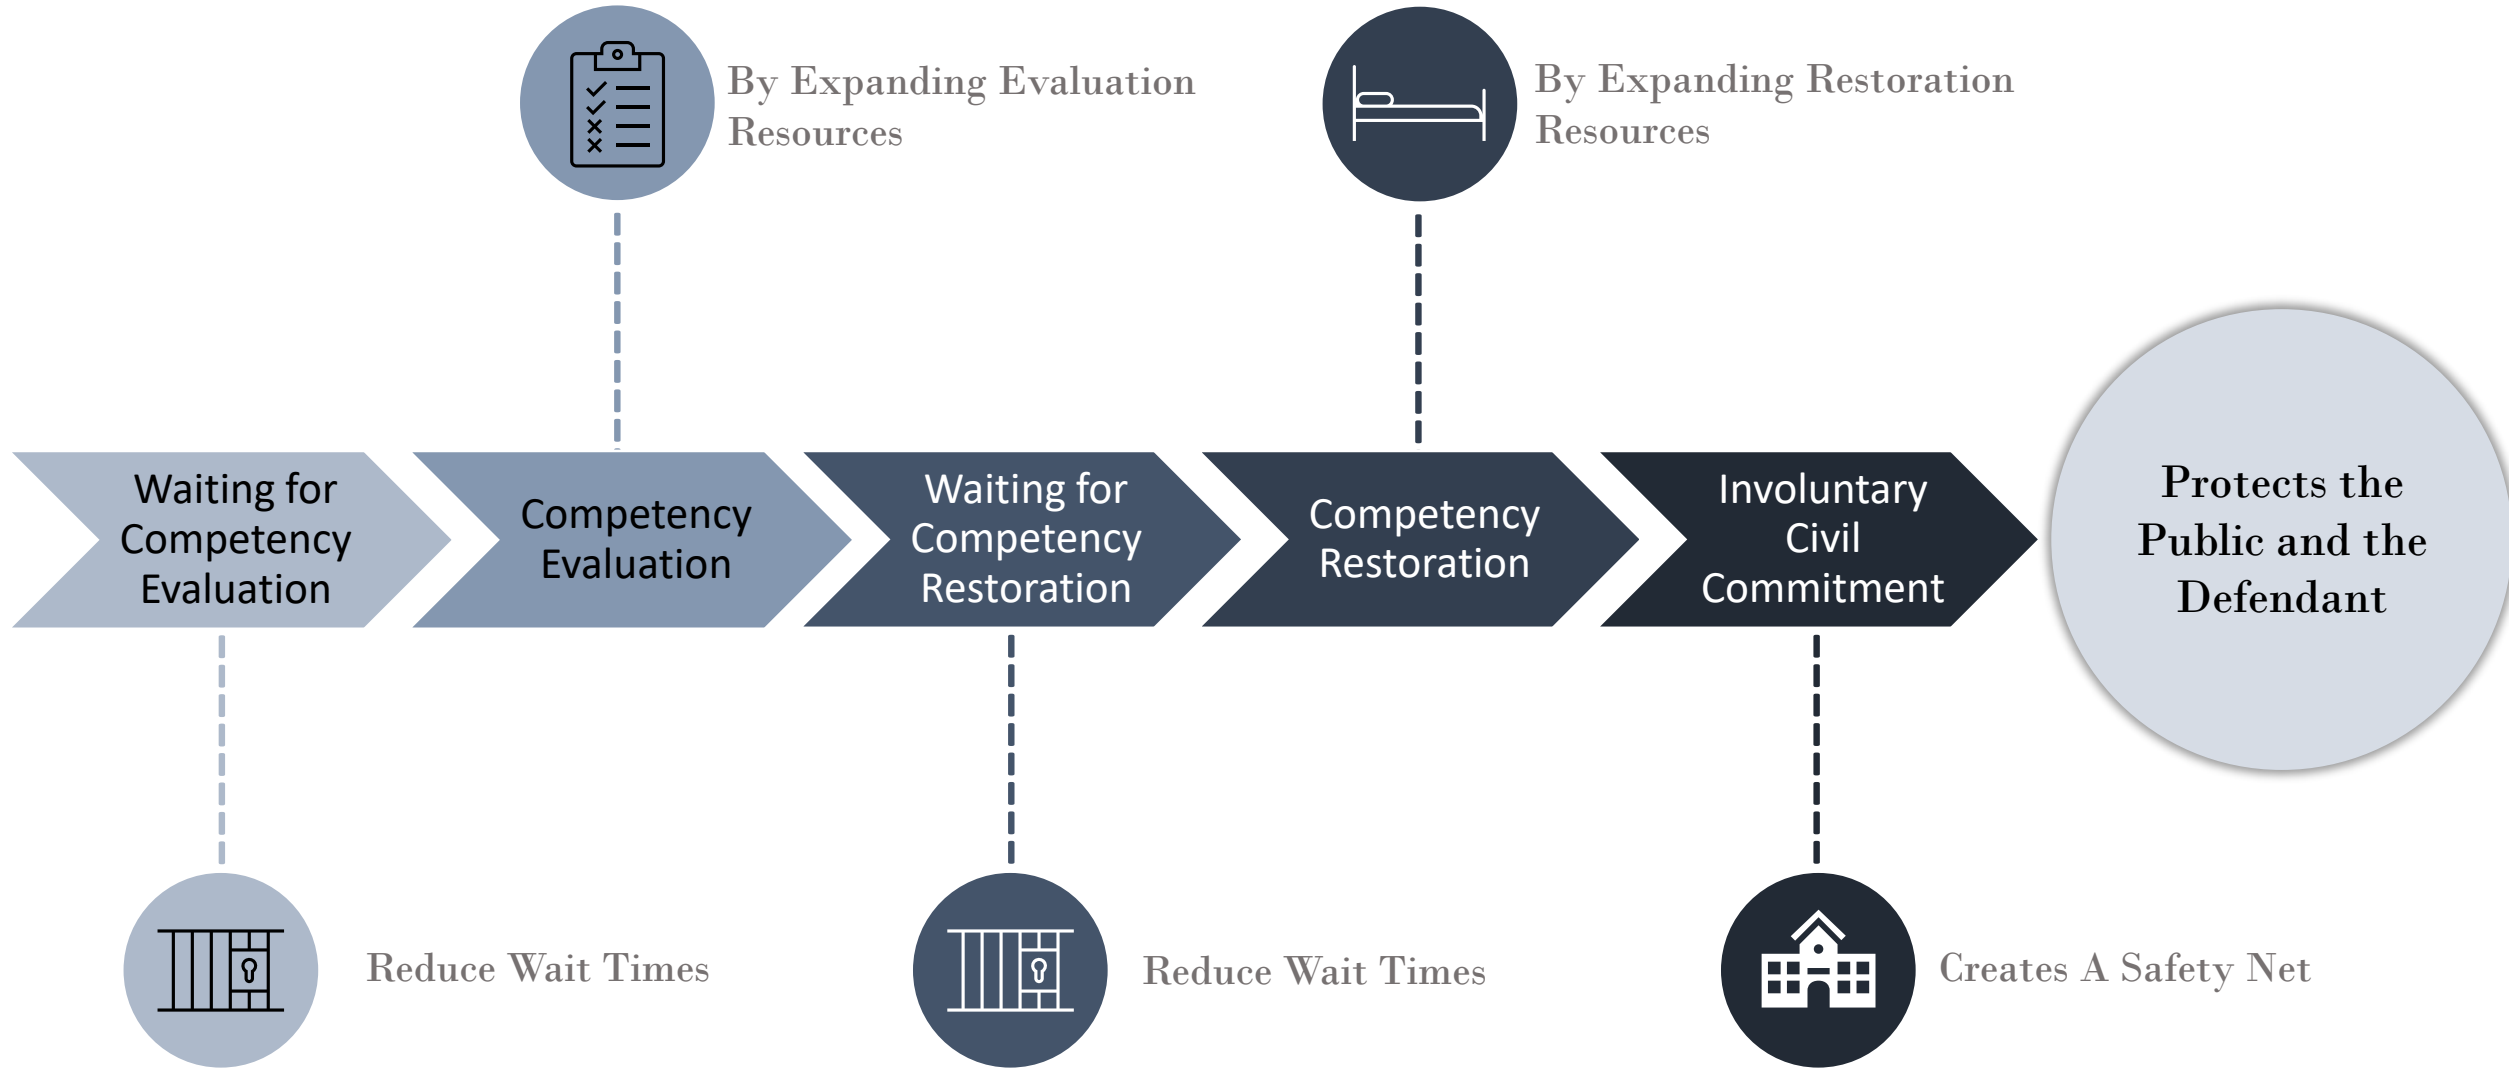 By Expanding Evaluation
Resources
By Expanding Restoration
Resources
Waiting for
Competency
Evaluation
Competency
Evaluation
Waiting for
Competency
Restoration
Competency
Restoration
Involuntary
Civil
Commitment
Protects the
Public and the
Defendant
Reduce Wait Times
Reduce Wait Times
Creates A Safety Net